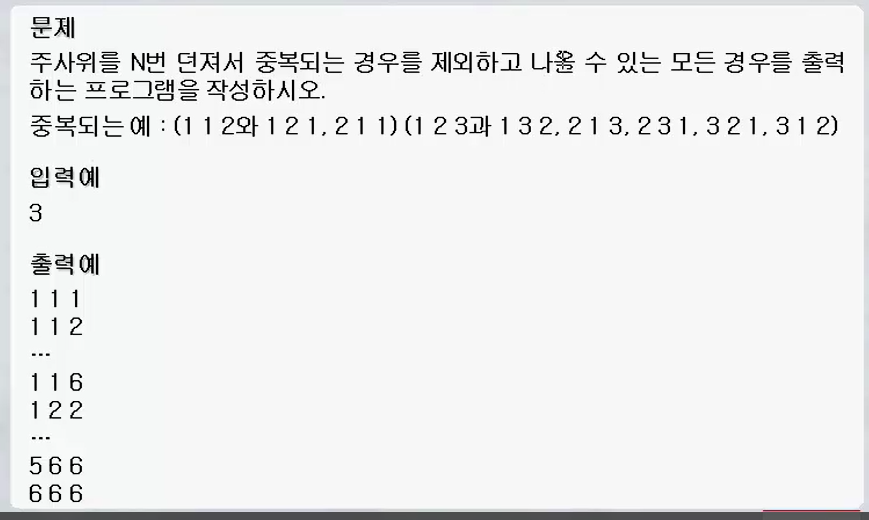 문제
주사위를 N번 던져서 중복되는 경우를 제외하고 나올 수 있는 모든 경우를 출력
하는 프로그램을 작성하시오.
중복되는 예 : (1 1 2와 1 2 1, 2 1 1) (1 2 3과 1 3 2, 2 1 3, 2 3 1, 3 2 1, 3 1 2)
입력 예
3
출력 예
1 1 1
1 1 2
...
1 1 6
1 2 2
...
5 6 6
6 6 6